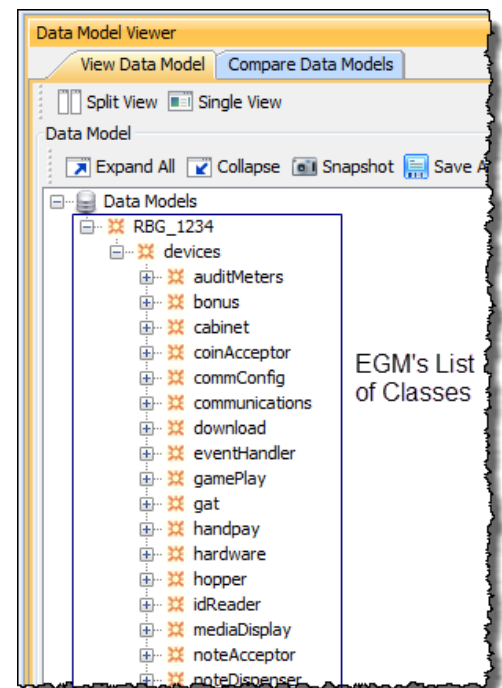 Data Model Viewer
View Data Model Compare Data Models
Split View Single View
Data Model
Expand All Collapse Snapshot Save A
Data Models
RBG_1234
devices
auditMeters
bonus
cabinet
coinAcceptor
commConfig
communications
download
eventHandler
gamePlay
gat
handpay
hardware
hopper
idReader
mediaDisplay
noteAcceptor
noteDispenser
EGM's List
of Classes